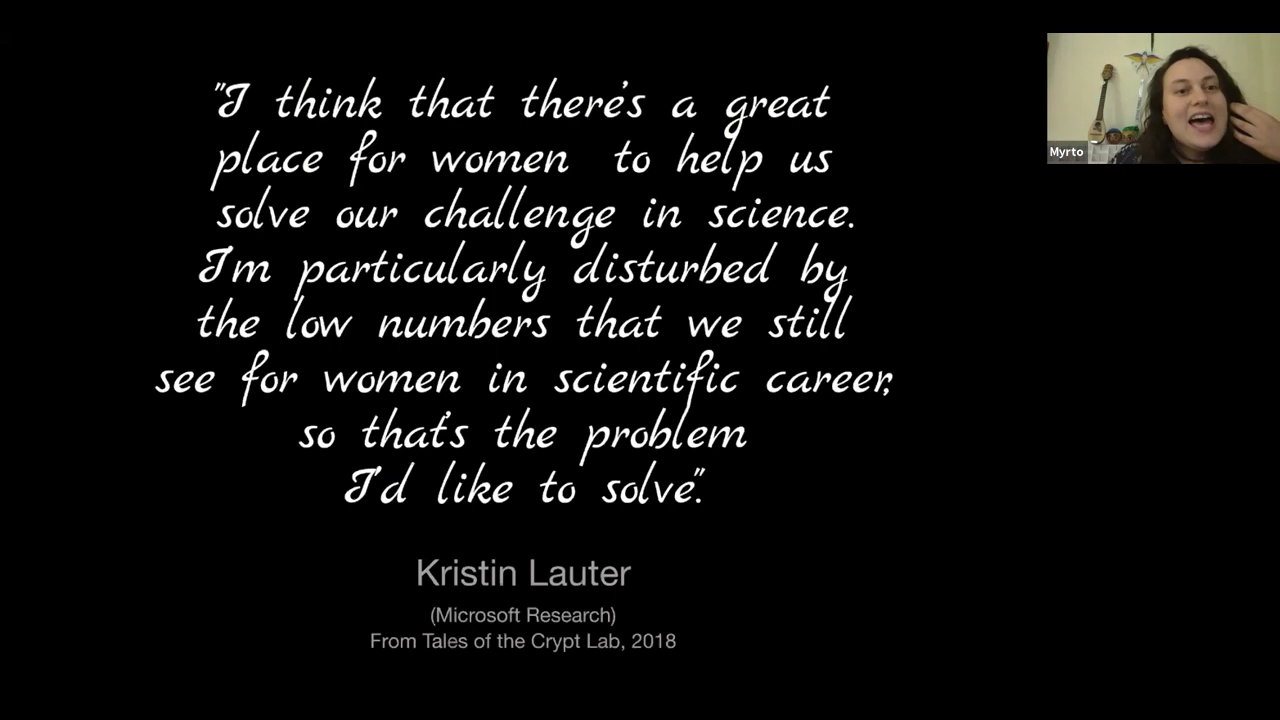 "I think that there's a great
place for women to help us
solve our challenge in science.
I'm particularly disturbed by
the low numbers that we still
see for women in scientific career,
so that's the problem
I'd like to solve".
Kristin Lauter
(Microsoft Research)
From Tales of the Crypt Lab, 2018
Myrto